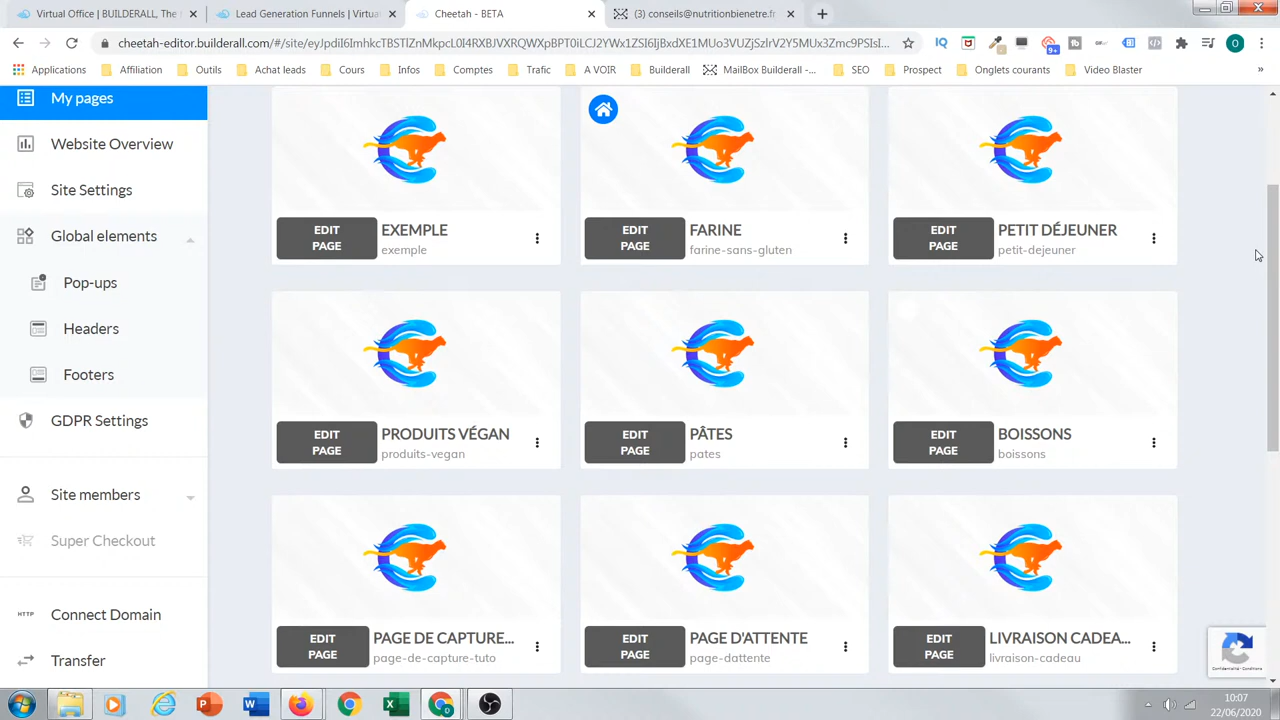 Virtual Office | BUILDERALL, The
Lead Generation Funnels | Virtual
Cheetah - BETA
(3) conseils@nutritionbienetre.fr
cheetah-editor.builderall.com/#/site/
Applications
Affiliation
Outils
Achat leads
Cours
Infos
Comptes
Trafic
A VOIR
Builderall
MailBox Builderall -...
SEO
Prospect
Onglets courants
Video Blaster
»
My pages
Website Overview
Site Settings
Global elements
Pop-ups
Headers
Footers
GDPR Settings
Site members
Super Checkout
HTTP
Connect Domain
Transfer
EDIT
PAGE
EXEMPLE
exemple
EDIT
PAGE
FARINE
farine-sans-gluten
EDIT
PAGE
PETIT DÉJEUNER
petit-dejeuner
EDIT
PAGE
PRODUITS VÉGAN
produits-vegan
EDIT
PAGE
PÂTES
pates
EDIT
PAGE
BOISSONS
boissons
EDIT
PAGE
PAGE DE CAPTURE...
page-de-capture-tuto
EDIT
PAGE
PAGE D'ATTENTE
page-dattente
EDIT
PAGE
LIVRAISON CADEA...
livraison-cadeau
10:07
22/06/2020